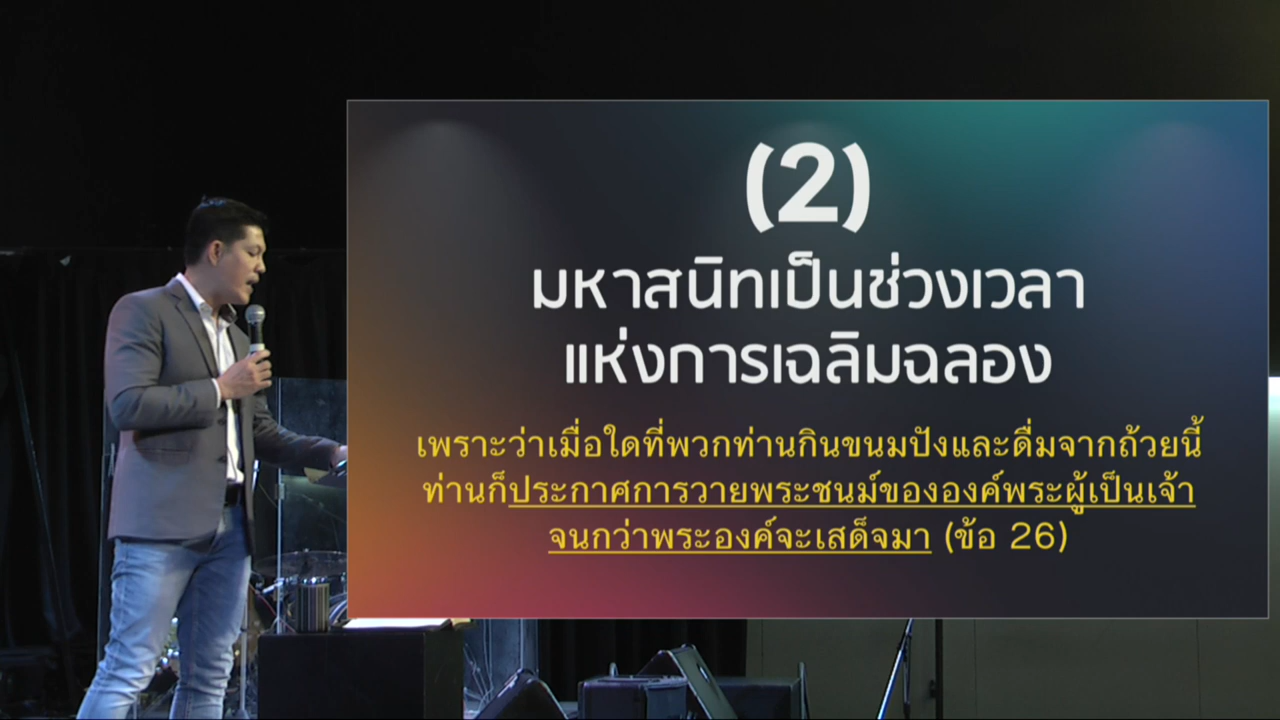 (2)
มหาสนิทเป็นช่วงเวลา
แห่งการเฉลิมฉลอง
เพราะว่าเมื่อใดที่พวกท่านกินขนมปังและดื่มจากถ้วยนี้
ท่านก็ประกาศการวายพระชนม์ขององค์พระผู้เป็นเจ้า
จนกว่าพระองค์จะเสด็จมา (ข้อ 26)